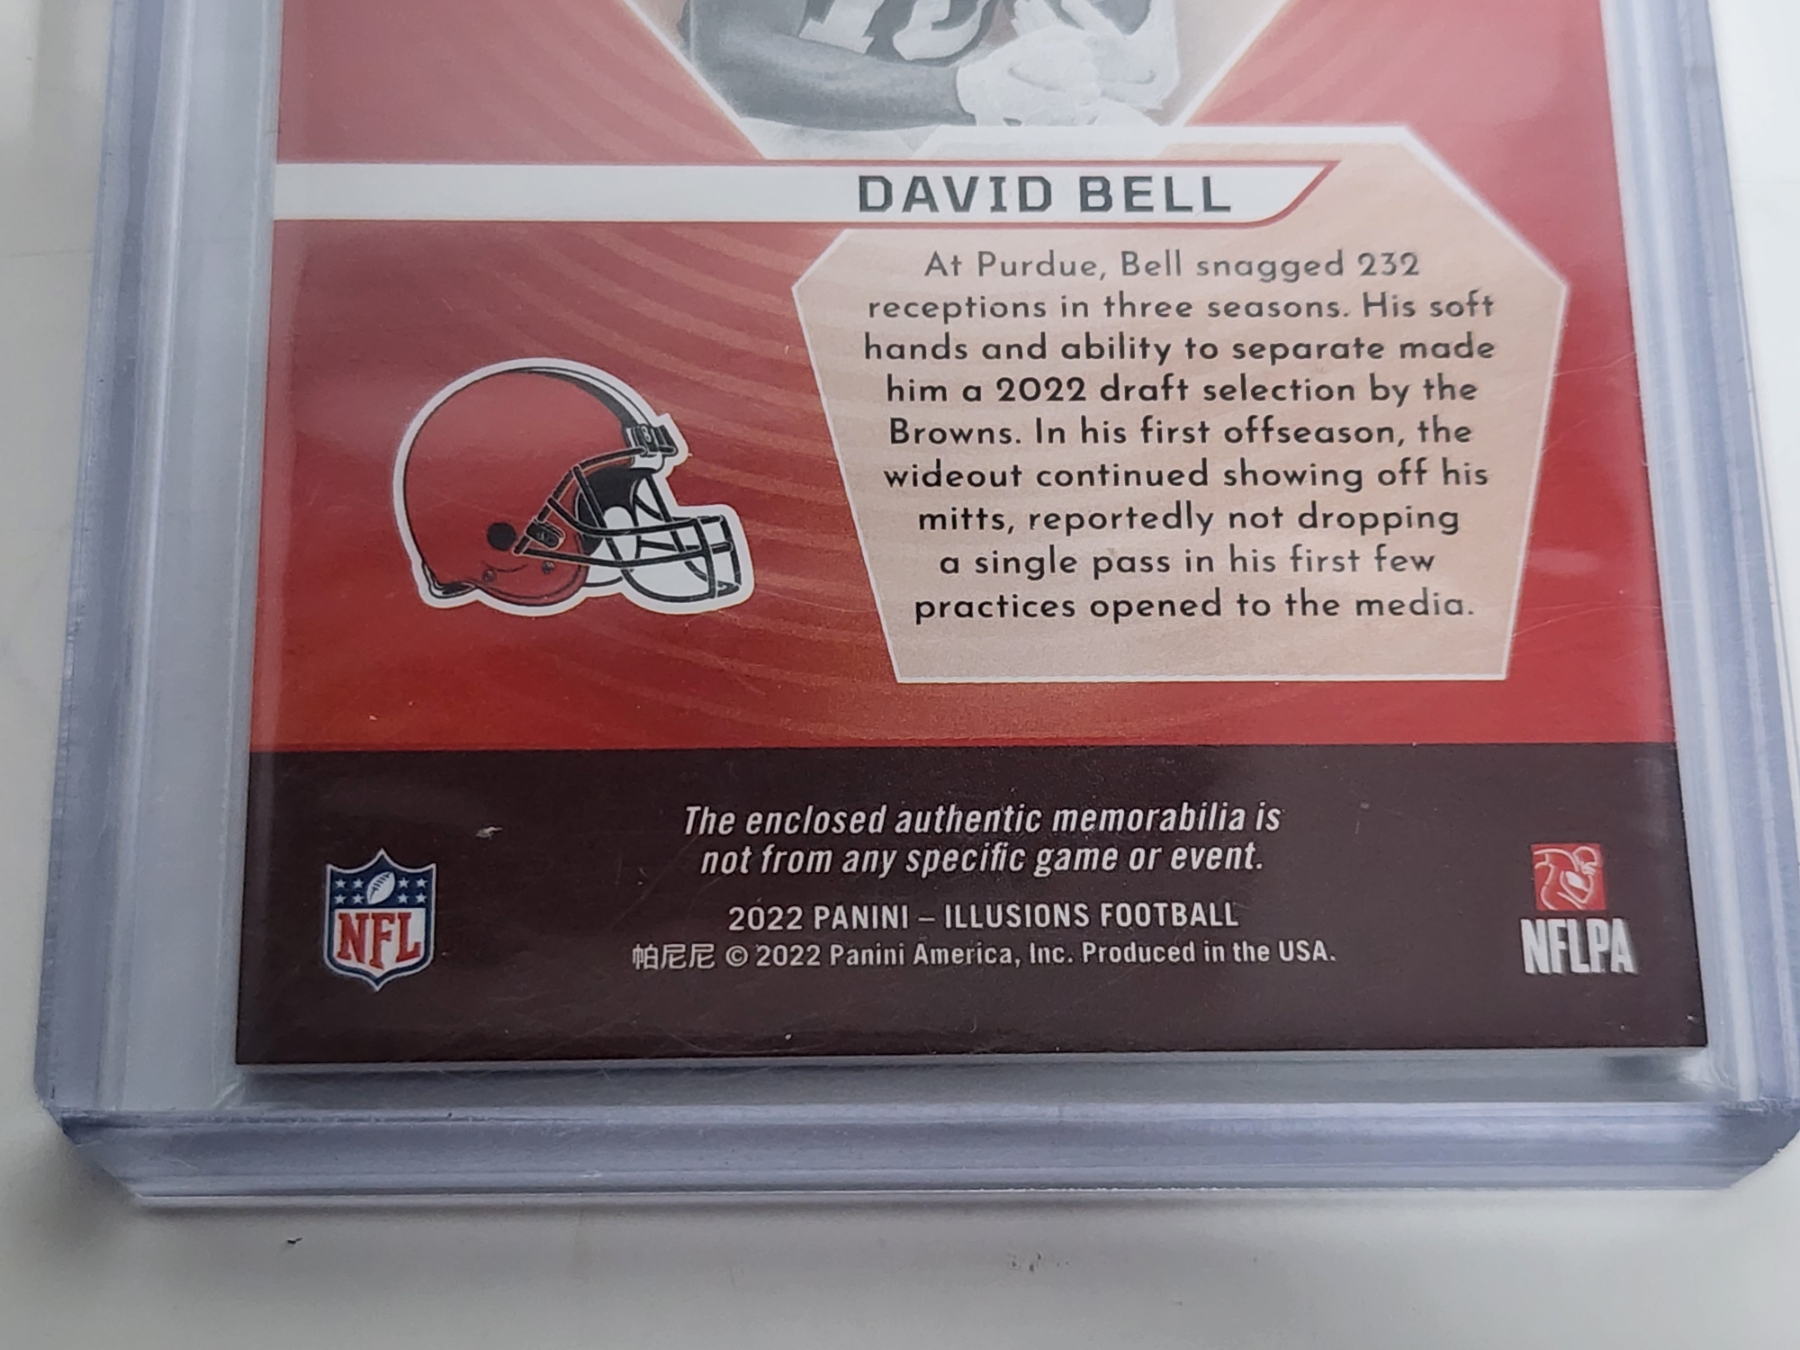 18
DAVID BELL
At Purdue, Bell snagged 232
receptions in three seasons. His soft
hands and ability to separate made
him a 2022 draft selection by the
Browns. In his first offseason, the
wideout continued showing off his
mitts, reportedly not dropping
a single pass in his first few
practices opened to the media.
The enclosed authentic memorabilia is
not from any specific game or event.
2022 PANINI – ILLUSIONS FOOTBALL
帕尼尼 © 2022 Panini America, Inc. Produced in the USA.
NFL
NFLPA